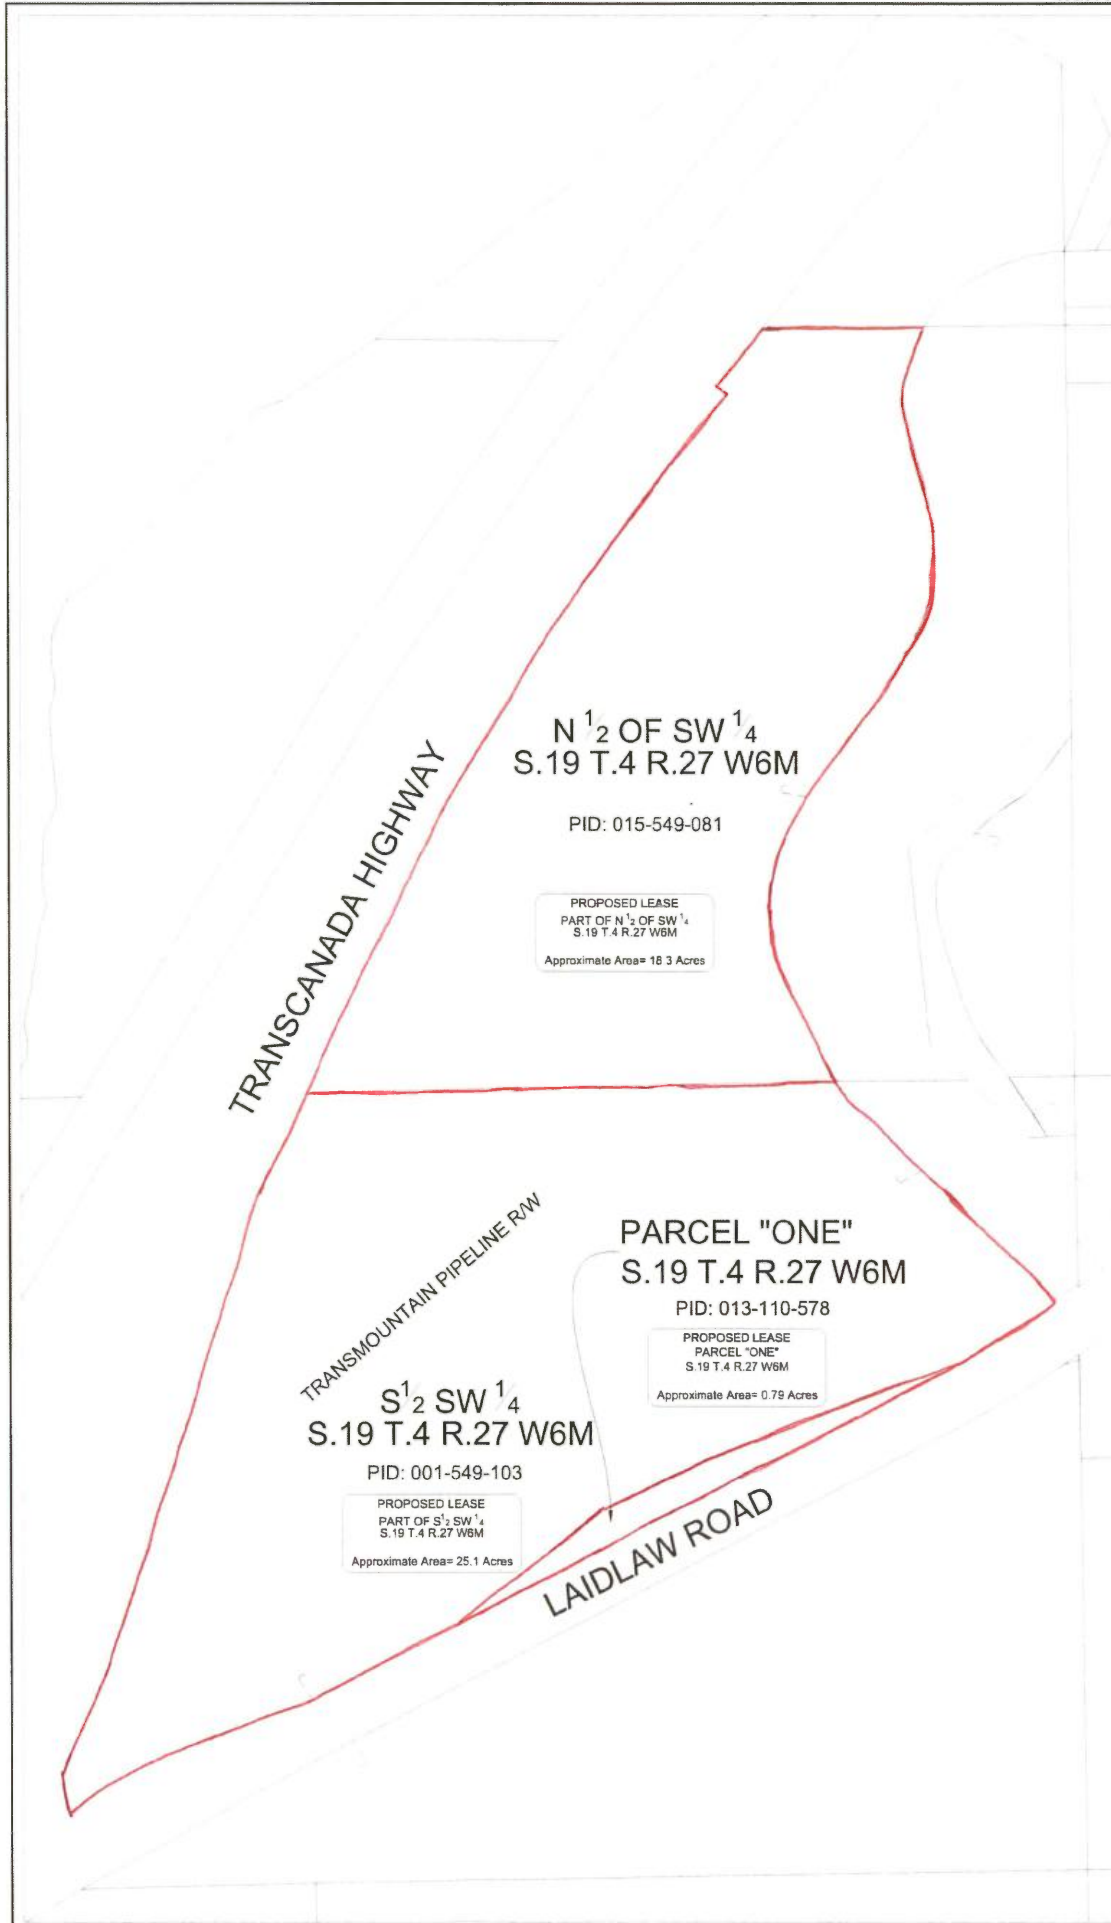 N 1/2 OF SW 1/4
S.19 T.4 R.27 W6M
PID: 015-549-081
PROPOSED LEASE
PART OF N 1/2 OF SW 1/4
S.19 T.4 R.27 W6M
Approximate Area= 18.3 Acres
TRANSCANADA HIGHWAY
TRANSMOUNTAIN PIPELINE R/W
PARCEL "ONE"
S.19 T.4 R.27 W6M
PID: 013-110-578
PROPOSED LEASE
PARCEL "ONE"
S.19 T.4 R.27 W6M
Approximate Area= 0.79 Acres
S 1/2 SW 1/4
S.19 T.4 R.27 W6M
PID: 001-549-103
PROPOSED LEASE
PART OF S 1/2 SW 1/4
S.19 T.4 R.27 W6M
Approximate Area= 25.1 Acres
LAIDLAW ROAD